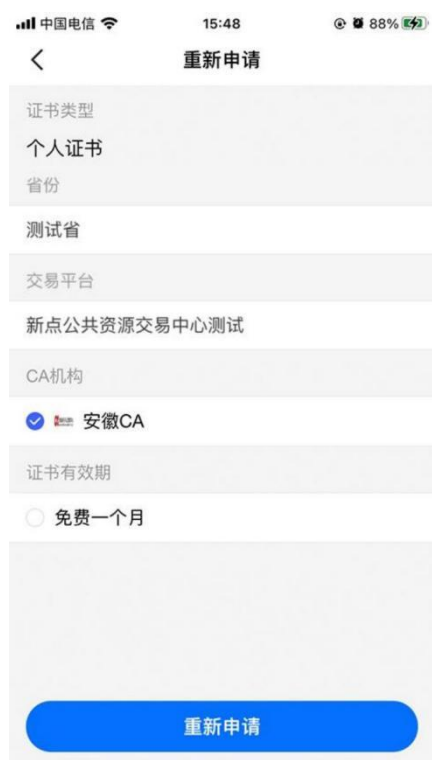 中国电信 15:48 88%
重新申请
证书类型
个人证书
省份
测试省
交易平台
新点公共资源交易中心测试
CA机构
安徽CA
证书有效期
免费一个月
重新申请